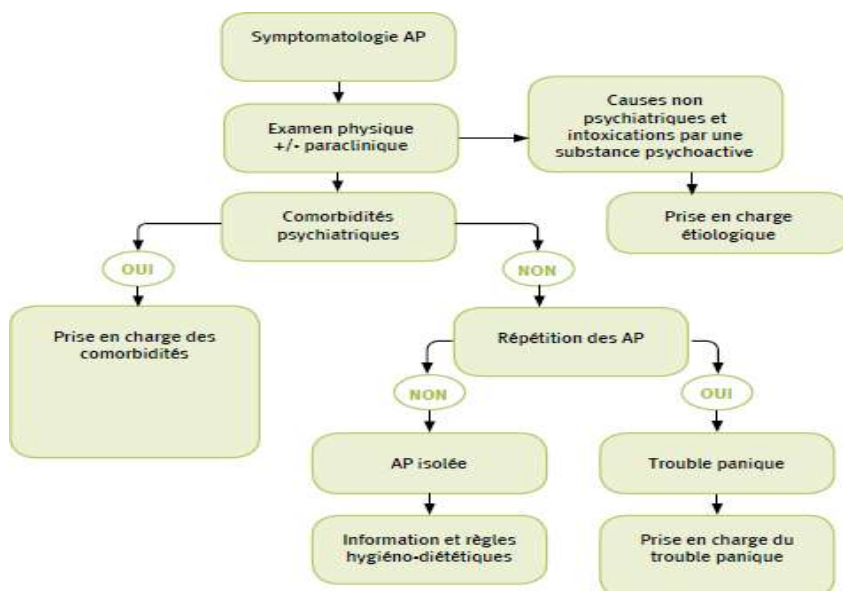 Symptomatologie AP
Examen physique
+/- paraclinique
Causes non
psychiatriques et
intoxications par une
substance psychoactive
Prise en charge
étiologique
Comorbidités
psychiatriques
OUI
NON
Prise en charge des
comorbidités
Répétition des AP
NON
OUI
AP isolée
Trouble panique
Information et règles
hygiéno-diététiques
Prise en charge du
trouble panique